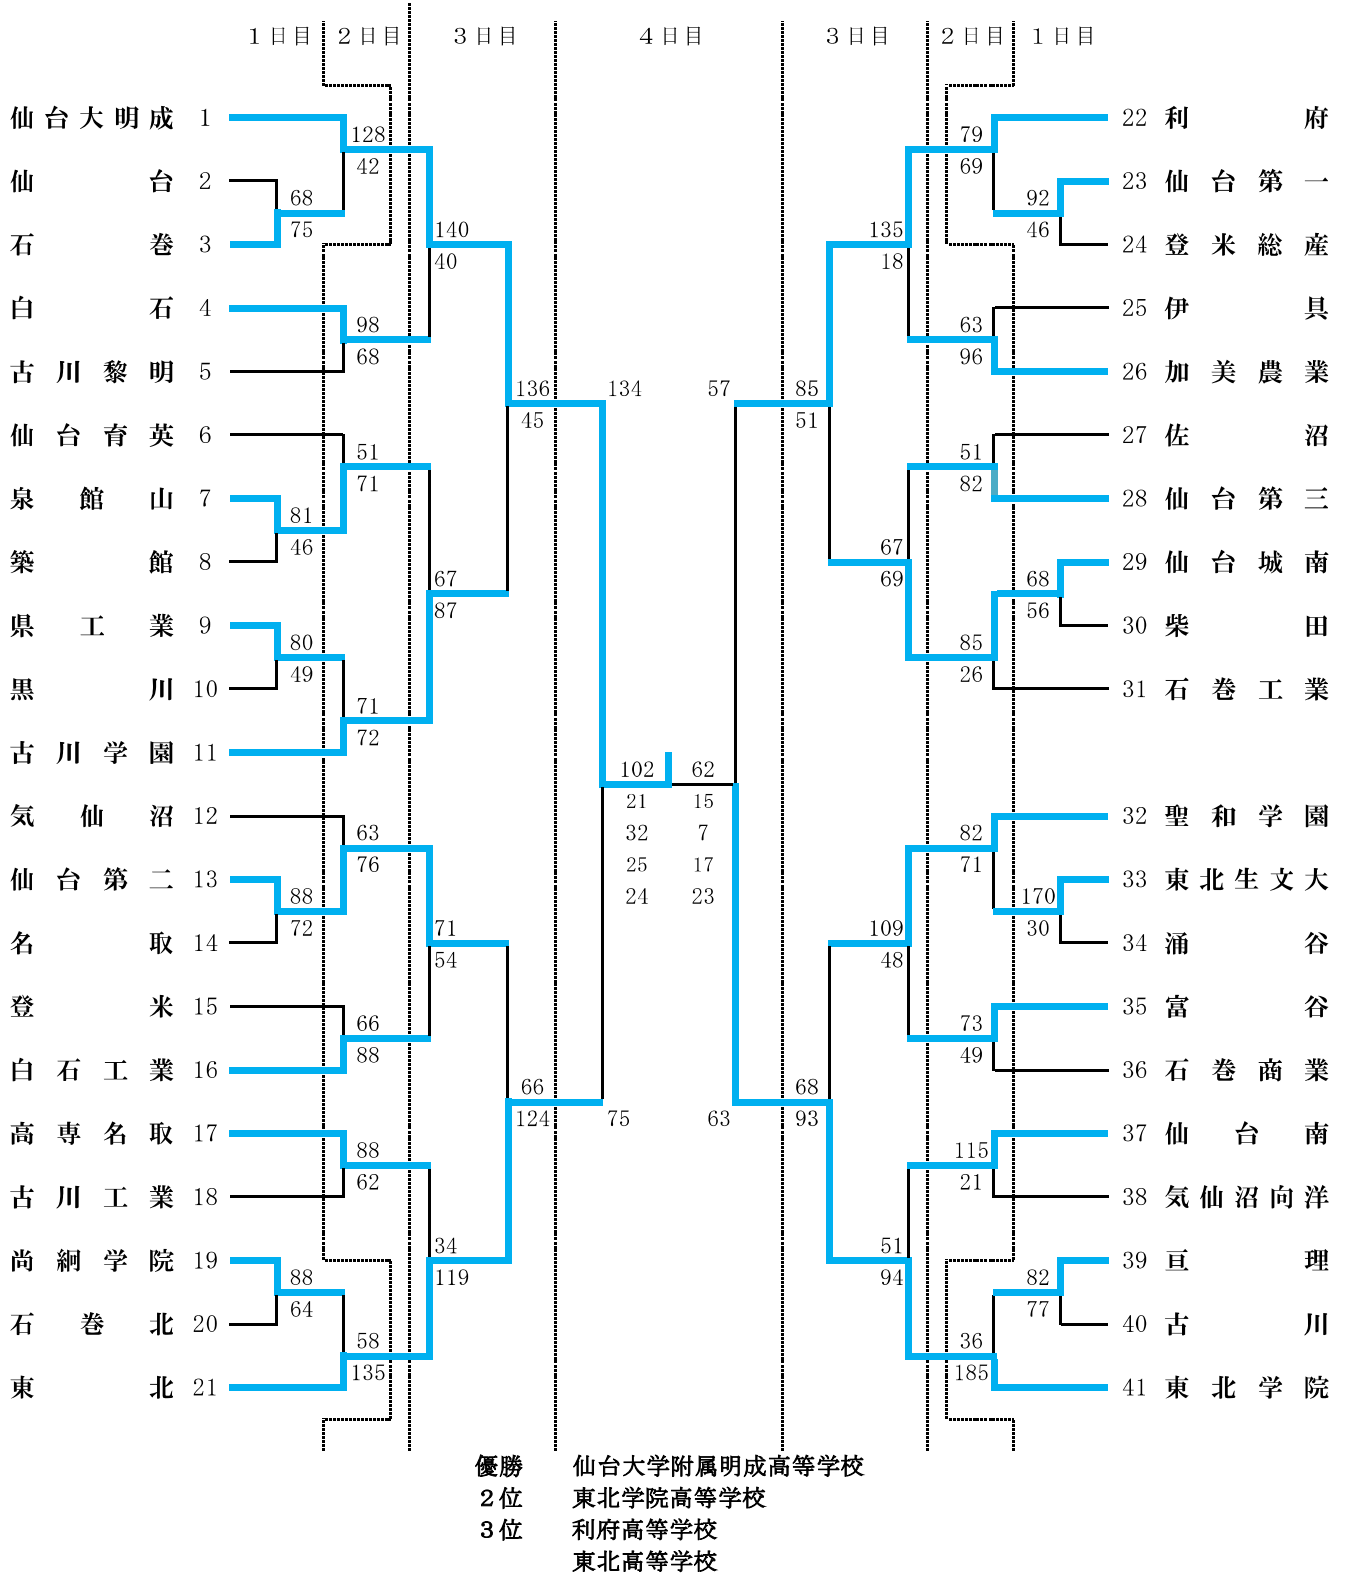 １日目 ２日目 ３日目 ４日目 ３日目 ２日目 １日目
仙台大明成 1 22 利府
128 79
42 69
仙台 2 23 仙台第一
68 92
75 46
石巻 3 24 登米総産
140 135
40 18
白石 4 25 伊具
98 63
68 96
古川黎明 5 26 加美農業
136 134 57 85
45 51
仙台育英 6 27 佐沼
51 51
71 82
泉館山 7 28 仙台第三
81 67
46 69
築館 8 29 仙台城南
67 68
87 56
県工業 9 30 柴田
80 85
49 26
黒川 10 31 石巻工業
71
72
古川学園 11
102 62
21 15
気仙沼 12 32 聖和学園
63 32 7 82
76 25 17 71
仙台第二 13 33 東北生文大
88 24 23 170
72 30
名取 14 34 涌谷
71 109
54 48
登米 15 35 富谷
66 73
88 49
白石工業 16 36 石巻商業
66 68
124 75 63 93
高専名取 17 37 仙台南
88 115
62 21
古川工業 18 38 気仙沼向洋
34 51
119 94
尚絅学院 19 39 亘理
88 82
64 77
石巻北 20 40 古川
58 36
135 185
東北 21 41 東北学院
優勝 仙台大学附属明成高等学校
２位 東北学院高等学校
３位 利府高等学校
東北高等学校